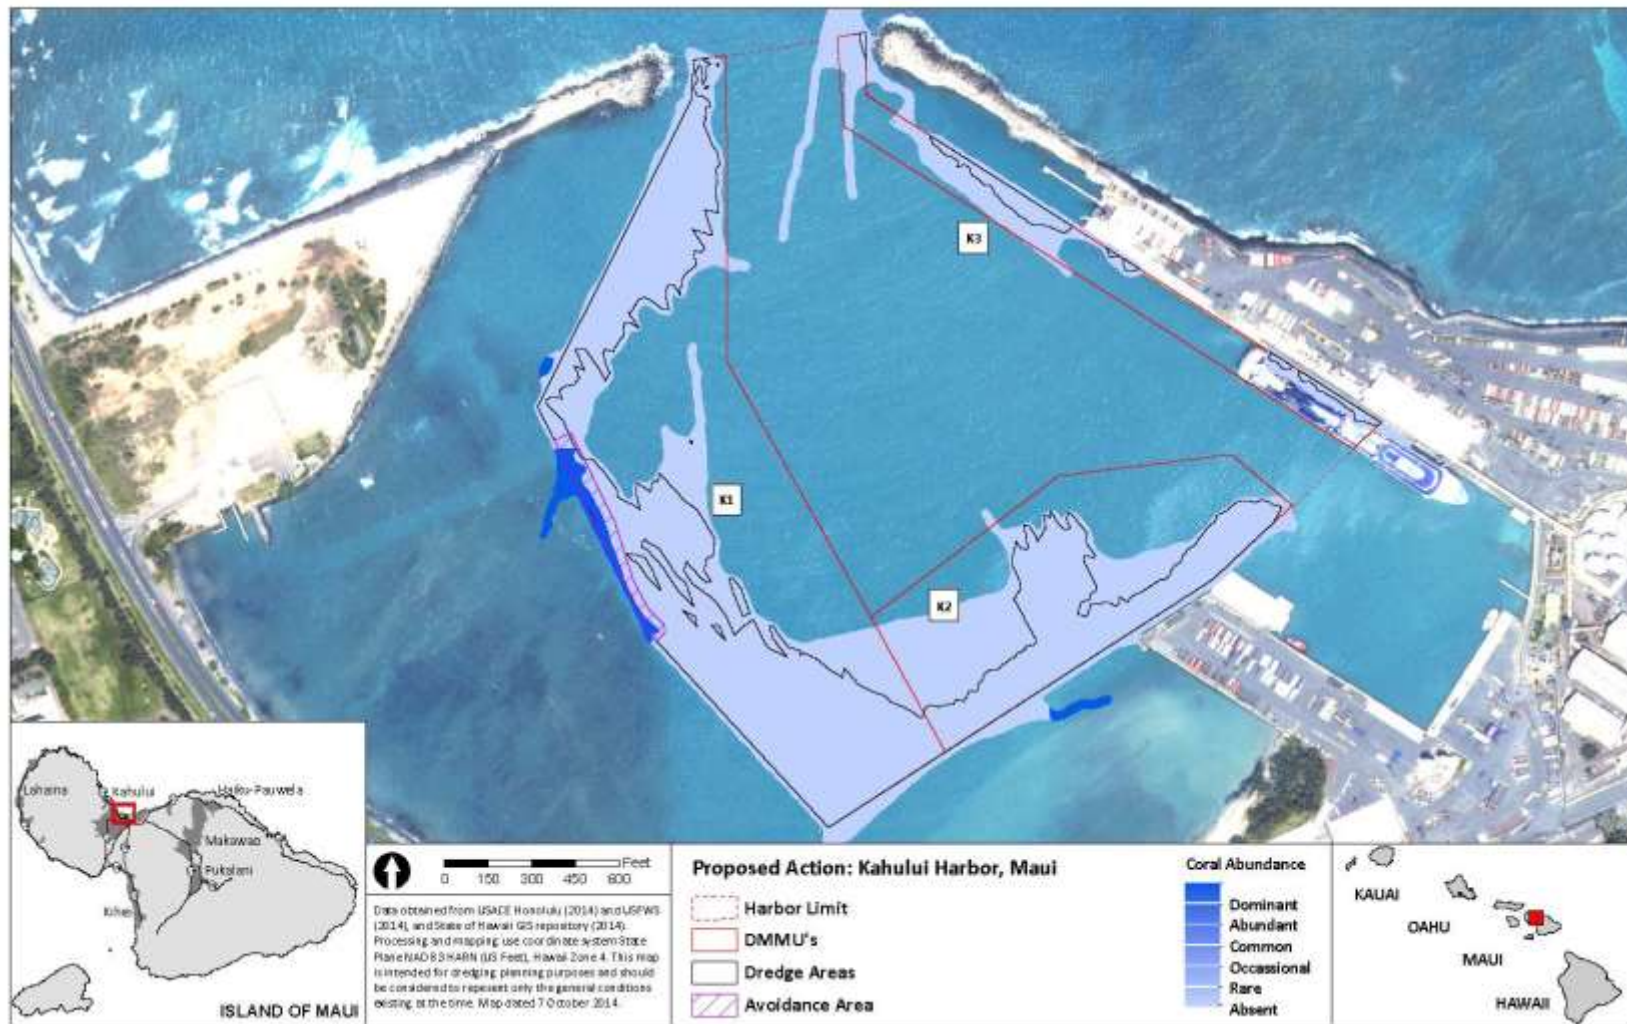 K3
K1
K2
Lahaina
Kahului
Haiku-Pauwela
Makawao
Pukalani
Kihei
ISLAND OF MAUI
Feet
0 150 300 450 600
Data obtained from USACE Honolulu (2014) and USFWS
(2014), and State of Hawaii GIS repository (2014).
Processing and mapping use coordinate system State
Plane NAD 83 HARN (US Feet), Hawaii Zone 4. This map
is intended for dredging planning purposes and should
be considered to represent only the general conditions
existing at the time. Map dated 7 October 2014.
Proposed Action: Kahului Harbor, Maui
Harbor Limit
DMMU's
Dredge Areas
Avoidance Area
Coral Abundance
Dominant
Abundant
Common
Occassional
Rare
Absent
KAUAI
OAHU
MAUI
HAWAII